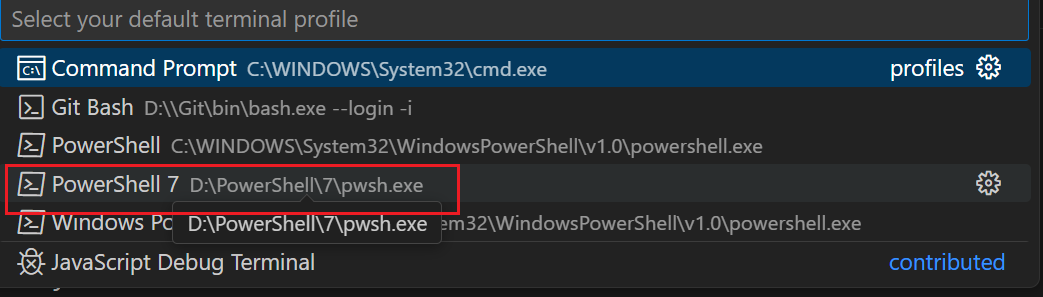 Select your default terminal profile
Command Prompt C:\WINDOWS\System32\cmd.exe profiles
Git Bash D:\\Git\bin\bash.exe --login -i
PowerShell C:\WINDOWS\System32\WindowsPowerShell\v1.0\powershell.exe
PowerShell 7 D:\PowerShell\7\pwsh.exe
Windows Po em32\WindowsPowerShell\v1.0\powershell.exe
D:\PowerShell\7\pwsh.exe
JavaScript Debug Terminal contributed